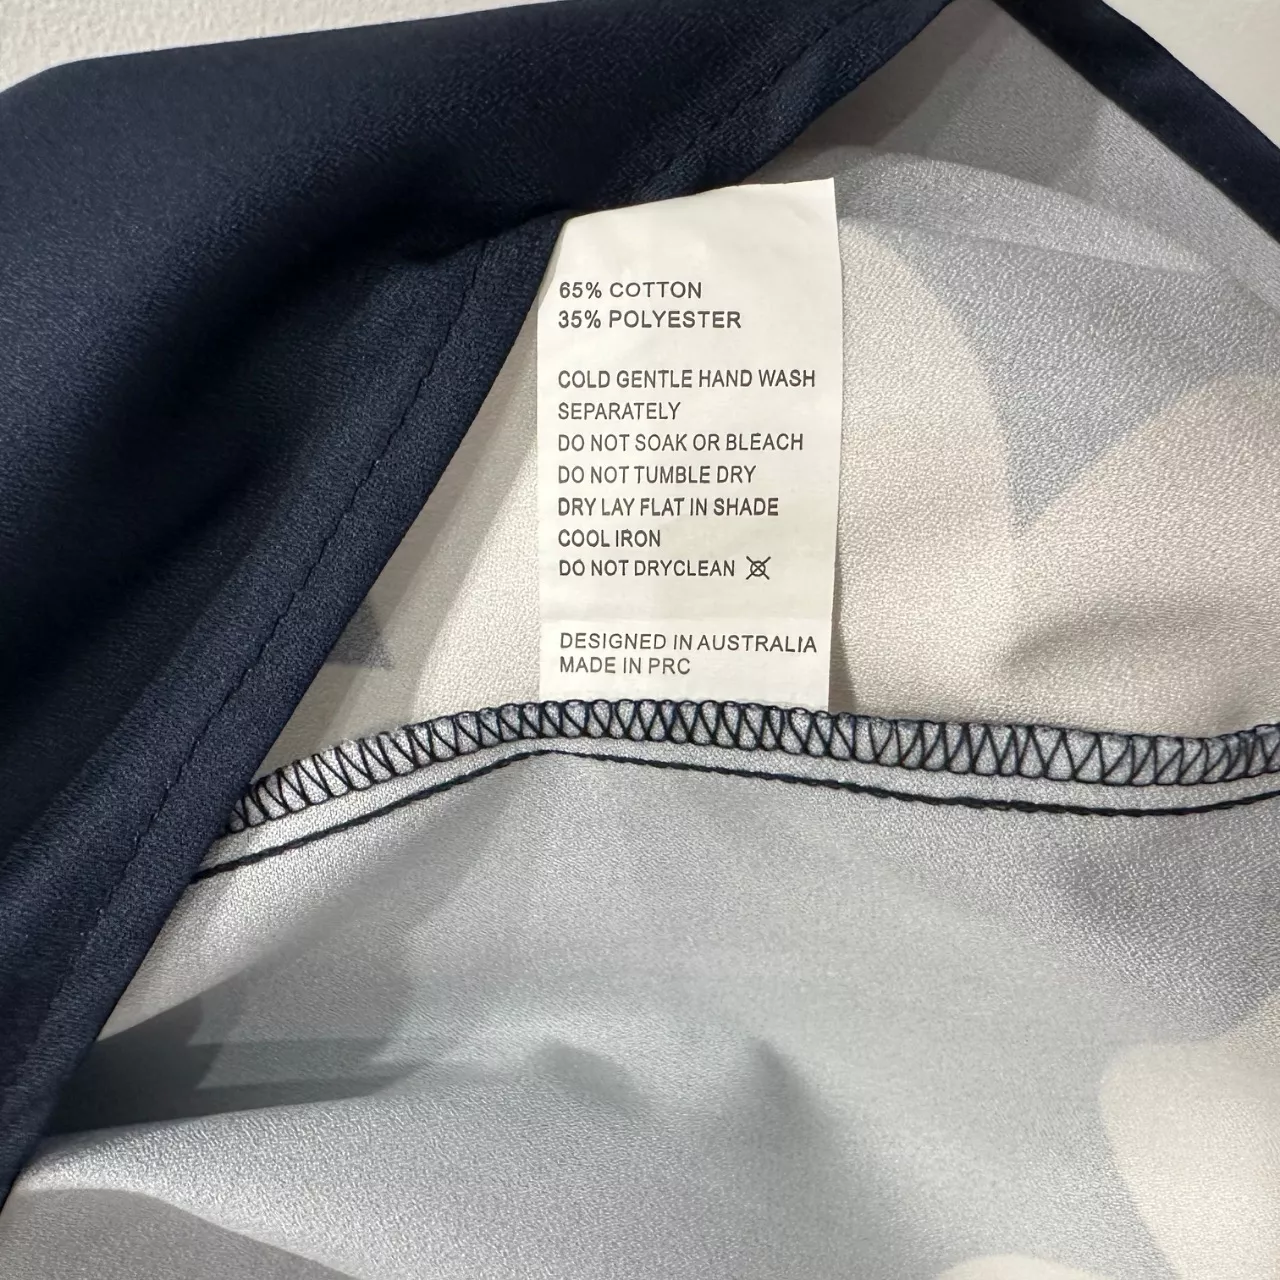 65% COTTON
35% POLYESTER
COLD GENTLE HAND WASH
SEPARATELY
DO NOT SOAK OR BLEACH
DO NOT TUMBLE DRY
DRY LAY FLAT IN SHADE
COOL IRON
DO NOT DRYCLEAN
DESIGNED IN AUSTRALIA
MADE IN PRC